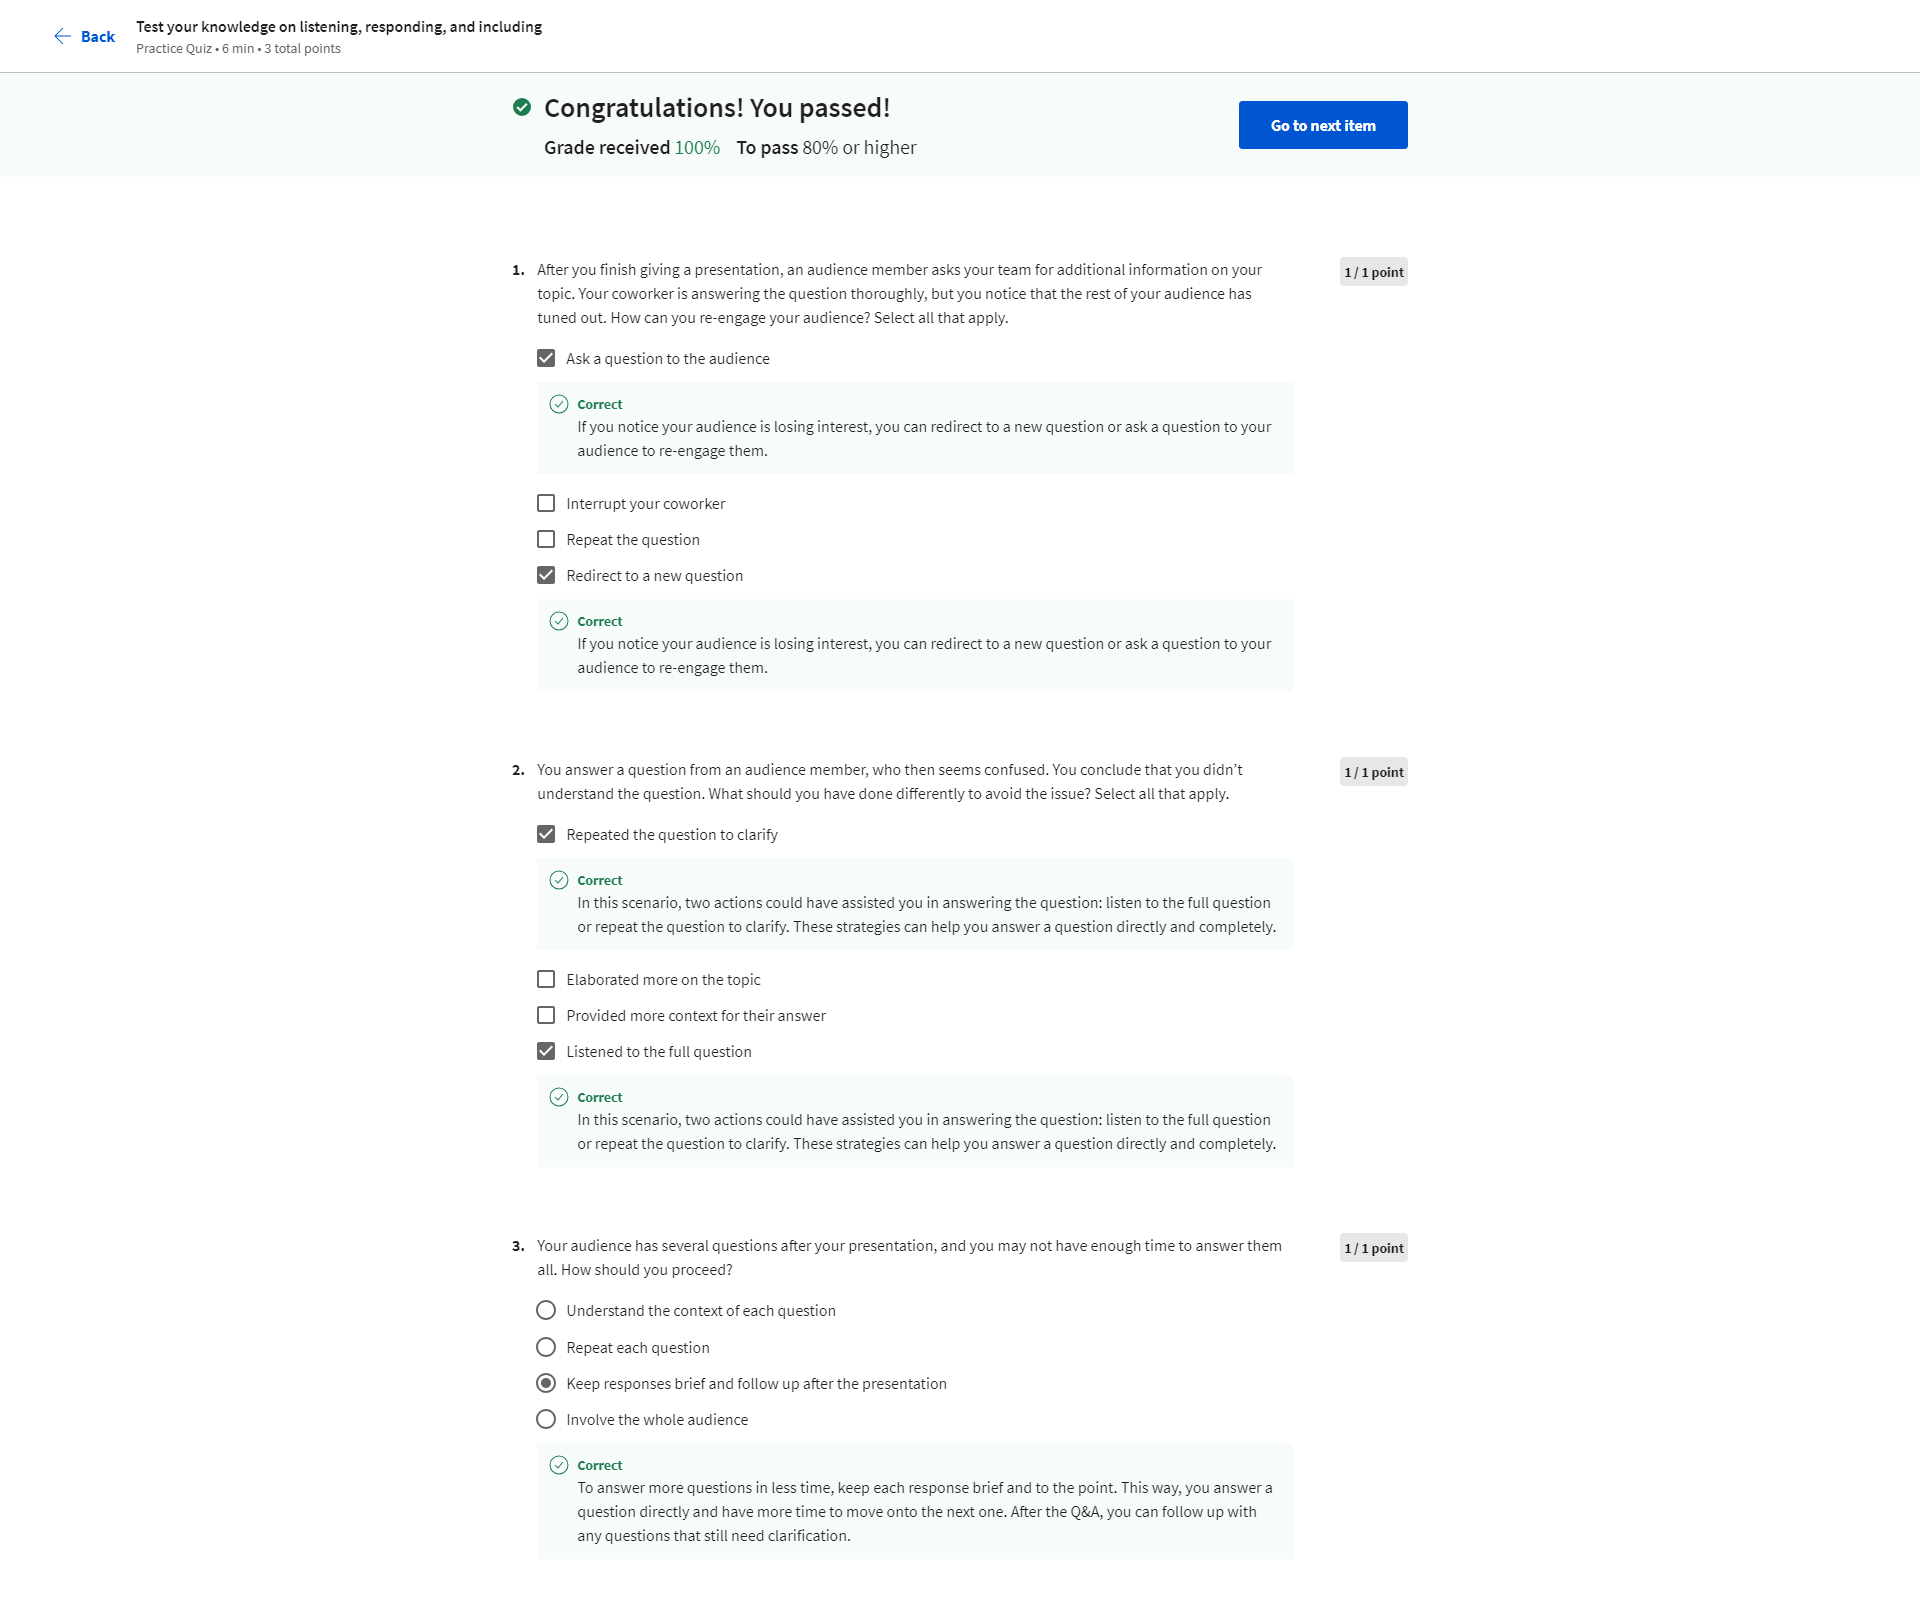 Back
Test your knowledge on listening, responding, and including
Practice Quiz • 6 min • 3 total points
Congratulations! You passed!
Grade received 100% To pass 80% or higher
Go to next item
1. After you finish giving a presentation, an audience member asks your team for additional information on your
topic. Your coworker is answering the question thoroughly, but you notice that the rest of your audience has
tuned out. How can you re-engage your audience? Select all that apply.
1 / 1 point
Ask a question to the audience
Correct
If you notice your audience is losing interest, you can redirect to a new question or ask a question to your
audience to re-engage them.
Interrupt your coworker
Repeat the question
Redirect to a new question
Correct
If you notice your audience is losing interest, you can redirect to a new question or ask a question to your
audience to re-engage them.
2. You answer a question from an audience member, who then seems confused. You conclude that you didn’t
understand the question. What should you have done differently to avoid the issue? Select all that apply.
1 / 1 point
Repeated the question to clarify
Correct
In this scenario, two actions could have assisted you in answering the question: listen to the full question
or repeat the question to clarify. These strategies can help you answer a question directly and completely.
Elaborated more on the topic
Provided more context for their answer
Listened to the full question
Correct
In this scenario, two actions could have assisted you in answering the question: listen to the full question
or repeat the question to clarify. These strategies can help you answer a question directly and completely.
3. Your audience has several questions after your presentation, and you may not have enough time to answer them
all. How should you proceed?
1 / 1 point
Understand the context of each question
Repeat each question
Keep responses brief and follow up after the presentation
Involve the whole audience
Correct
To answer more questions in less time, keep each response brief and to the point. This way, you answer a
question directly and have more time to move onto the next one. After the Q&A, you can follow up with
any questions that still need clarification.